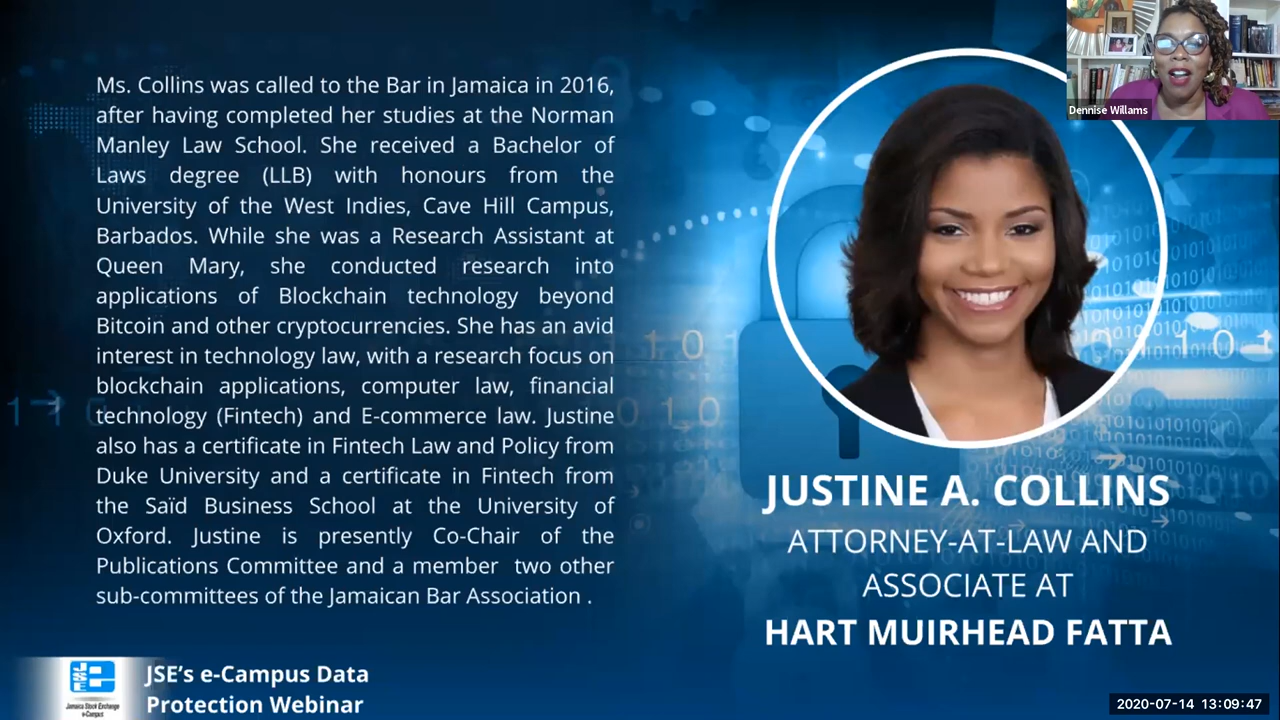 Ms. Collins was called to the Bar in Jamaica in 2016,
after having completed her studies at the Norman
Manley Law School. She received a Bachelor of
Laws degree (LLB) with honours from the
University of the West Indies, Cave Hill Campus,
Barbados. While she was a Research Assistant at
Queen Mary, she conducted research into
applications of Blockchain technology beyond
Bitcoin and other cryptocurrencies. She has an avid
interest in technology law, with a research focus on
blockchain applications, computer law, financial
technology (Fintech) and E-commerce law. Justine
also has a certificate in Fintech Law and Policy from
Duke University and a certificate in Fintech from
the Saïd Business School at the University of
Oxford. Justine is presently Co-Chair of the
Publications Committee and a member two other
sub-committees of the Jamaican Bar Association .
Dennise Willams
JUSTINE A. COLLINS
ATTORNEY-AT-LAW AND
ASSOCIATE AT
HART MUIRHEAD FATTA
JSE
Jamaica Stock Exchange
e-Campus
JSE's e-Campus Data
Protection Webinar
2020-07-14 13:09:47